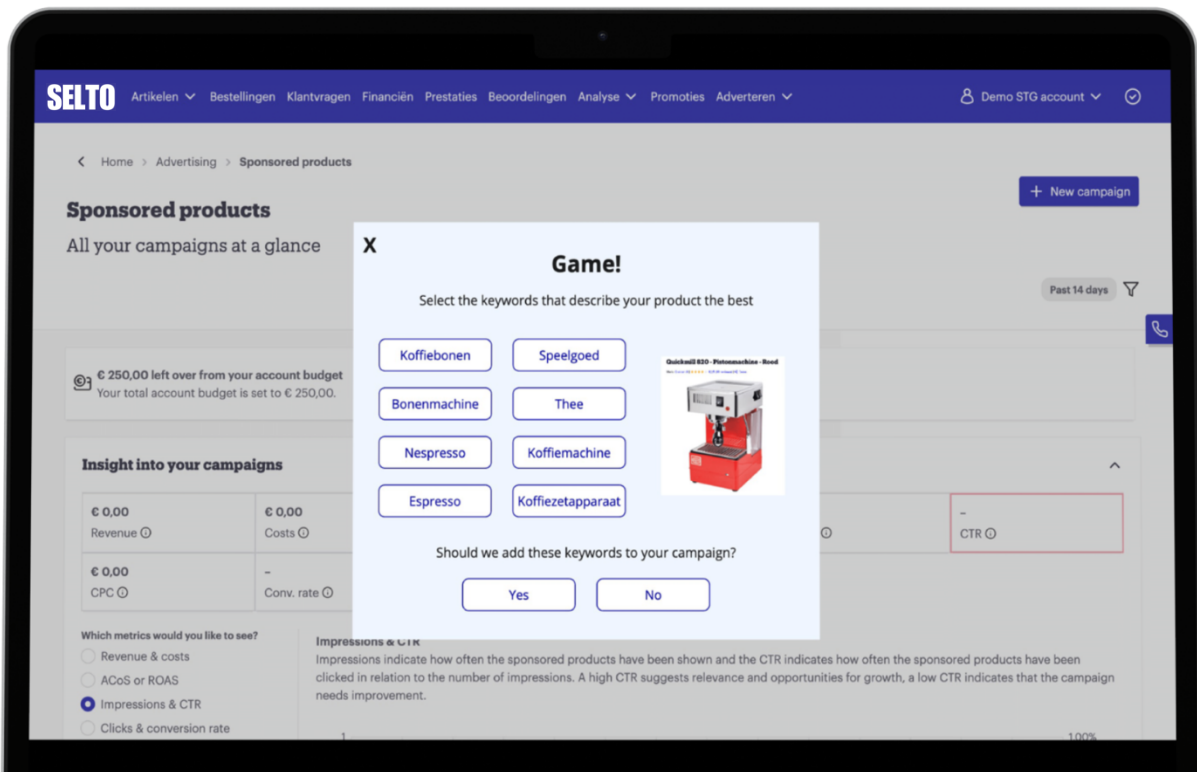 SELTO
Artikelen Bestellingen Klantvragen Financiën Prestaties Beoordelingen Analyse Promoties Adverteren Demo STG account
Home > Advertising > Sponsored products
+ New campaign
Sponsored products
All your campaigns at a glance
Past 14 days
X
Game!
Select the keywords that describe your product the best
Koffiebonen Speelgoed
Bonenmachine Thee
Nespresso Koffiemachine
Espresso Koffiezetapparaat
Quickmill 820 - Pistonmachine - Rood
Should we add these keywords to your campaign?
Yes No
€ 250,00 left over from your account budget
Your total account budget is set to € 250,00.
Insight into your campaigns
€ 0,00 € 0,00 –
Revenue Costs CTR
€ 0,00 –
CPC Conv. rate
Which metrics would you like to see?
Revenue & costs
ACoS or ROAS
Impressions & CTR
Clicks & conversion rate
Impressions & CTR
Impressions indicate how often the sponsored products have been shown and the CTR indicates how often the sponsored products have been
clicked in relation to the number of impressions. A high CTR suggests relevance and opportunities for growth, a low CTR indicates that the campaign
needs improvement.
1 100%